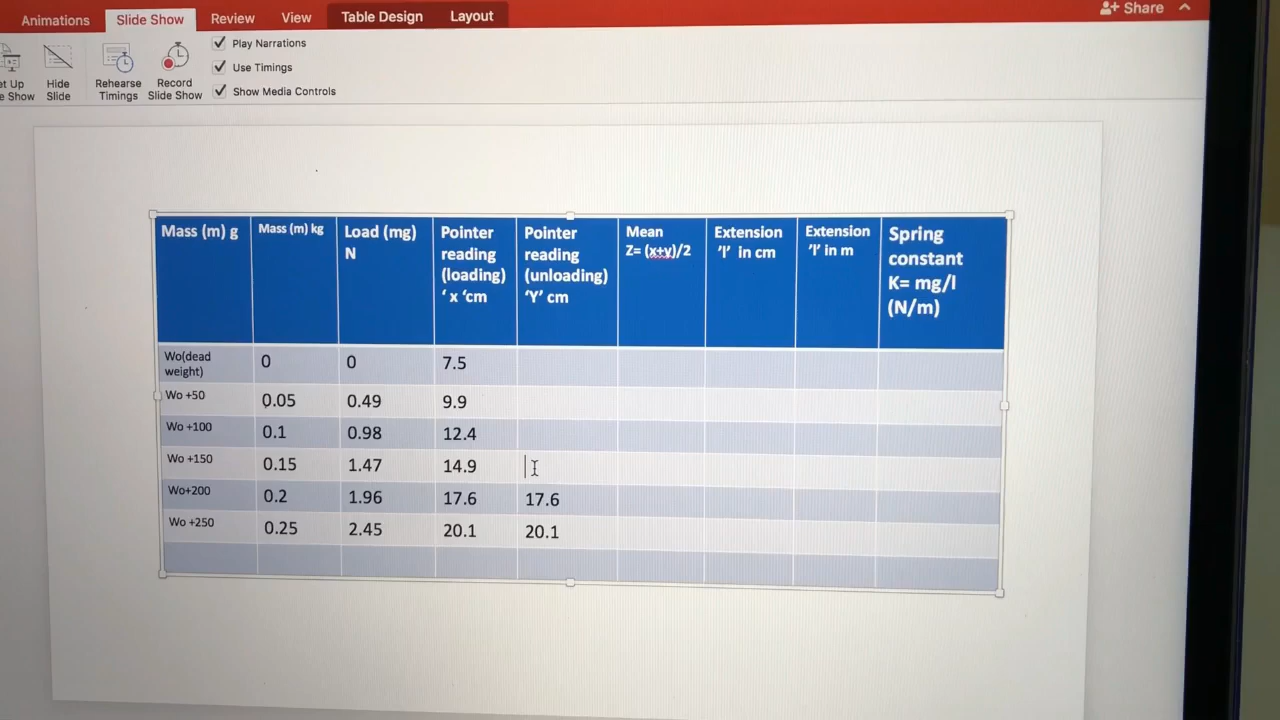 Animations Slide Show Review View Table Design Layout Share
Play Narrations
Use Timings
Show Media Controls
et Up
e Show
Hide
Slide
Rehearse
Timings
Record
Slide Show
Mass (m) g
Mass (m) kg
Load (mg)
N
Pointer
reading
(loading)
‘ x ‘cm
Pointer
reading
(unloading)
‘Y’ cm
Mean
Z= (x+y)/2
Extension
‘l’ in cm
Extension
‘l’ in m
Spring
constant
K= mg/l
(N/m)
Wo(dead
weight)
0 0 7.5
Wo +50 0.05 0.49 9.9
Wo +100 0.1 0.98 12.4
Wo +150 0.15 1.47 14.9
Wo+200 0.2 1.96 17.6 17.6
Wo +250 0.25 2.45 20.1 20.1